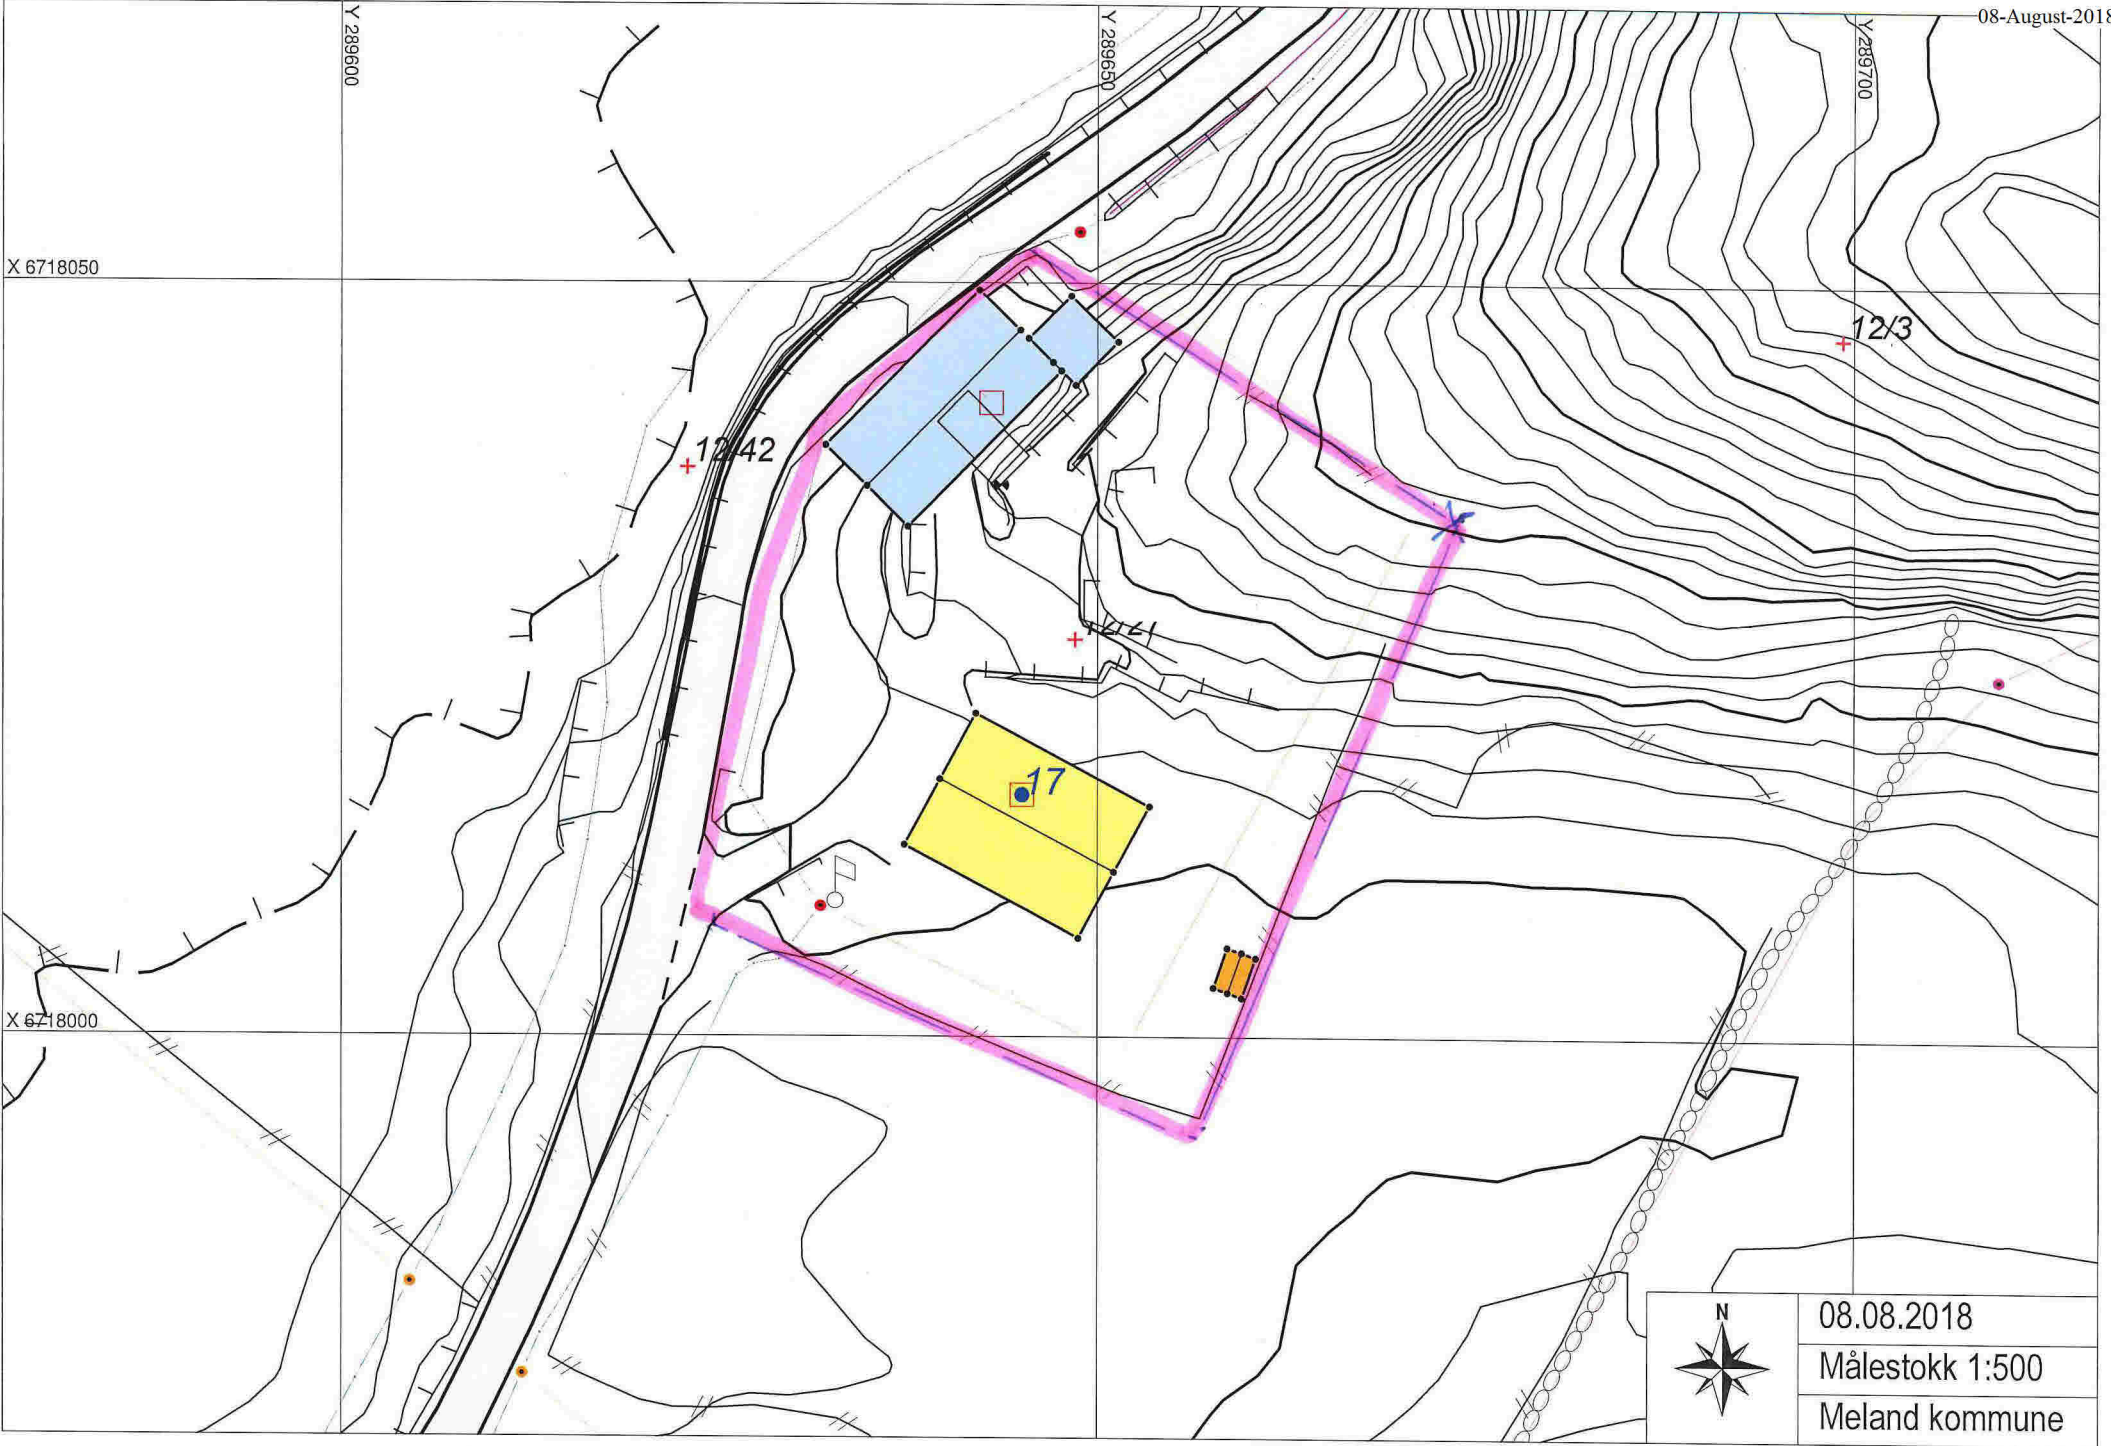 08-August-2018
Y 289600
Y 289650
Y 289700
X 6718050
12/3
12/42
17
X 6718000
N
08.08.2018
Målestokk 1:500
Meland kommune